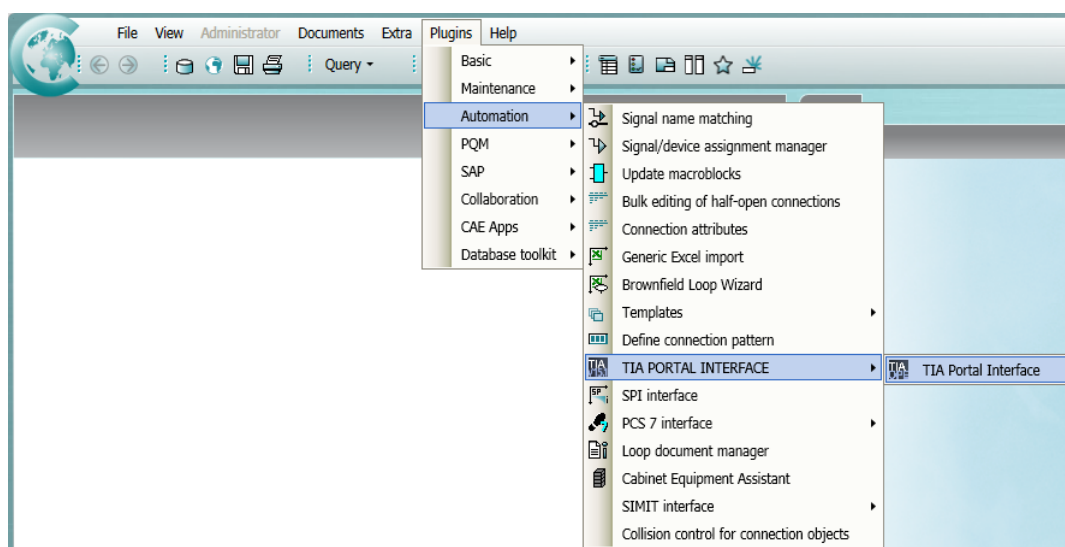 File View Administrator Documents Extra Plugins Help
Query
Basic
Maintenance
Automation
PQM
SAP
Collaboration
CAE Apps
Database toolkit
Signal name matching
Signal/device assignment manager
Update macroblocks
Bulk editing of half-open connections
Connection attributes
Generic Excel import
Brownfield Loop Wizard
Templates
Define connection pattern
TIA PORTAL INTERFACE
TIA Portal Interface
SPI interface
PCS 7 interface
Loop document manager
Cabinet Equipment Assistant
SIMIT interface
Collision control for connection objects